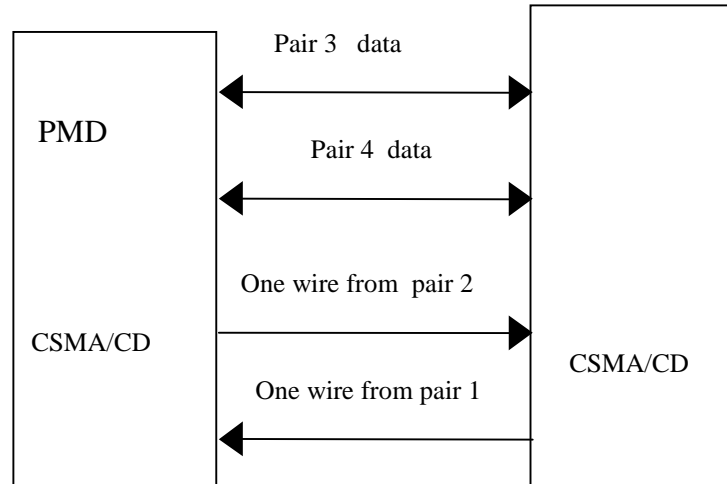 Pair 3 data
PMD
Pair 4 data
One wire from pair 2
CSMA/CD
CSMA/CD
One wire from pair 1